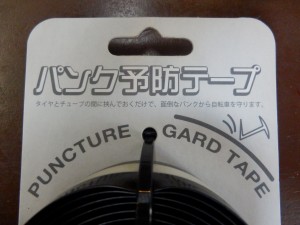 パンク予防テープ
タイヤとチューブの間に挟んでおくだけで、面倒なパンクから自転車を守ります。
PUNCTURE GARD TAPE